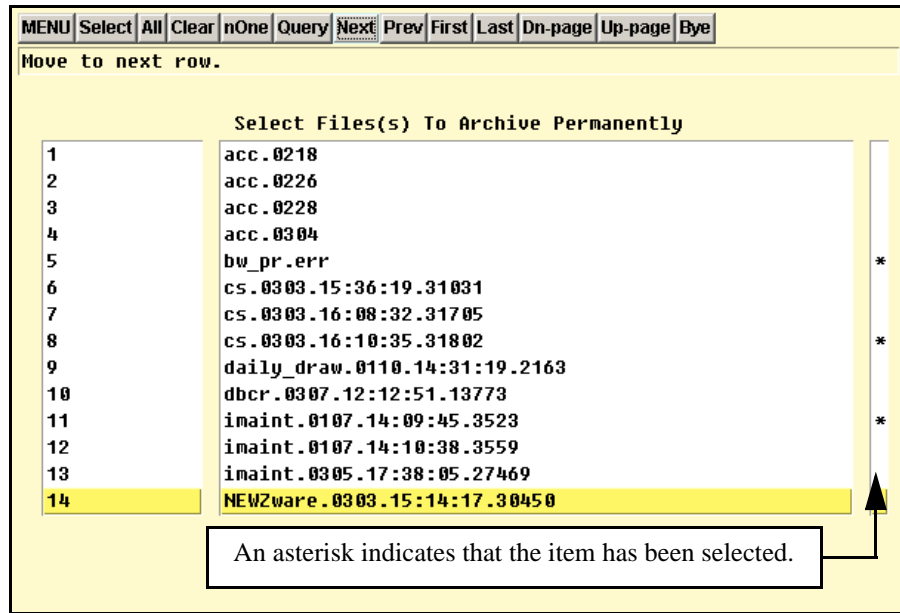 MENU Select All Clear nOne Query Next Prev First Last Dn-page Up-page Bye
Move to next row.
Select Files(s) To Archive Permanently
1 acc.0218
2 acc.0226
3 acc.0228
4 acc.0304
5 bw_pr.err *
6 cs.0303.15:36:19.31031
7 cs.0303.16:08:32.31705
8 cs.0303.16:10:35.31802 *
9 daily_draw.0110.14:31:19.2163
10 dbcr.0307.12:12:51.13773
11 imaint.0107.14:09:45.3523 *
12 imaint.0107.14:10:38.3559
13 imaint.0305.17:38:05.27469
14 NEWZware.0303.15:14:17.30450
An asterisk indicates that the item has been selected.